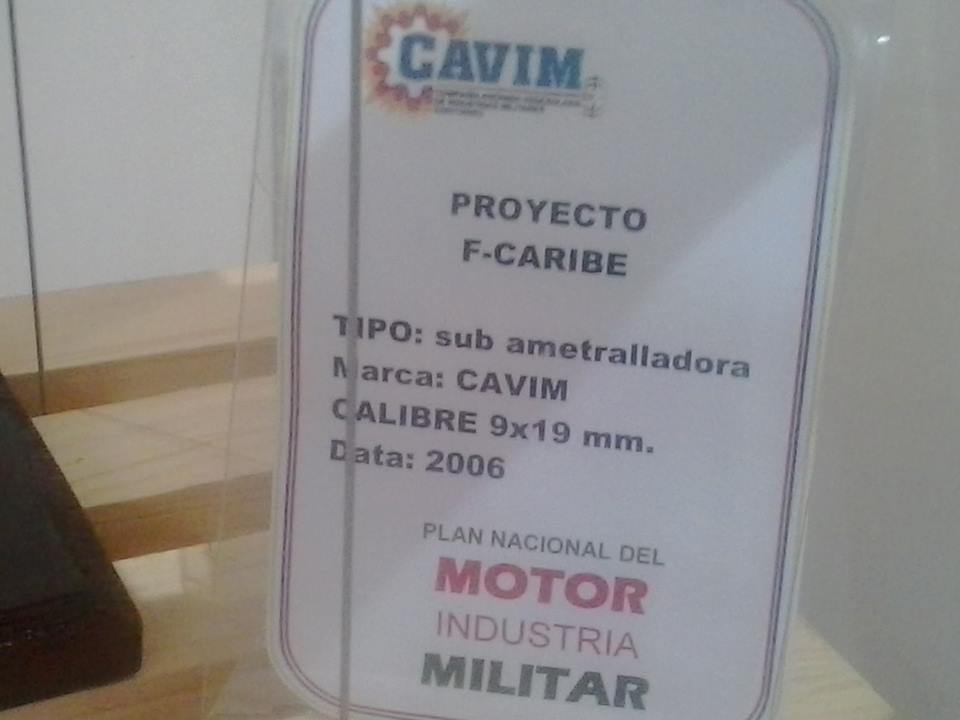 CAVIM
PROYECTO
F-CARIBE
TIPO: sub ametralladora
Marca: CAVIM
CALIBRE 9x19 mm.
Data: 2006
PLAN NACIONAL DEL
MOTOR
INDUSTRIA
MILITAR